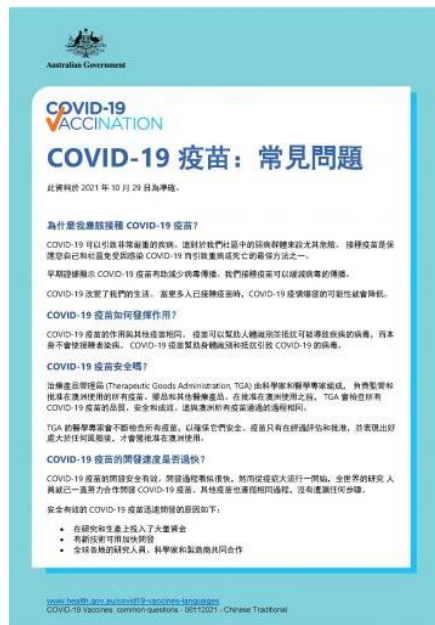 Australian Government
COVID-19
VACCINATION
COVID-19 疫苗：常見問題
此資料於 2021 年 10 月 29 日為準確。
為什麼我應該接種 COVID-19 疫苗?
COVID-19 可以引致非常嚴重的疾病。這對於我們社區中的弱病群體來說尤其危險。 接種疫苗是保
護您自己和社區免受因感染 COVID-19 而引致重病或死亡的最佳方法之一。
早期證據顯示 COVID-19 疫苗有助減少病毒傳播。我們接種疫苗可以緩減病毒的傳播。
COVID-19 改變了我們的生活。 當更多人已接種疫苗時，COVID-19 疫情爆發的可能性就會降低。
COVID-19 疫苗如何發揮作用?
COVID-19 疫苗的作用與其他疫苗相同。 疫苗可以幫助人體識別並抵抗可能導致疾病的病毒，而本
身不會使接種者染病。 COVID-19 疫苗幫助身體識別和抵抗引致 COVID-19 的病毒。
COVID-19 疫苗安全嗎?
治療產品管理局 (Therapeutic Goods Administration, TGA) 由科學家和醫學專家組成， 負責監管和
批准在澳洲使用的所有疫苗、藥品和其他醫療產品。在批准在澳洲使用之前， TGA 會檢查所有
COVID-19 疫苗的品質、安全和成效。這與澳洲所有疫苗通過的過程相同。
TGA 的醫學專家會不斷檢查所有疫苗，以確保它們安全。疫苗只有在經過評估和批准，並表現出好
處大於任何風險後，才會獲批准在澳洲使用。
COVID-19 疫苗的開發速度是否過快?
COVID-19 疫苗的開發安全有效。開發過程看似很快，然而從疫症大流行一開始，全世界的研究 人
員就已一直努力合作開發 COVID-19 疫苗。其他疫苗也遵循相同過程，沒有遺漏任何步驟。
安全有效的 COVID-19 疫苗迅速開發的原因如下：
• 在研究和生產上投入了大量資金
• 有新技術可用加快開發
• 全球各地的研究人員、科學家和製造商共同合作
www.health.gov.au/covid19-vaccines-languages
COVID-19 Vaccines: common questions - 05112021 - Chinese Traditional